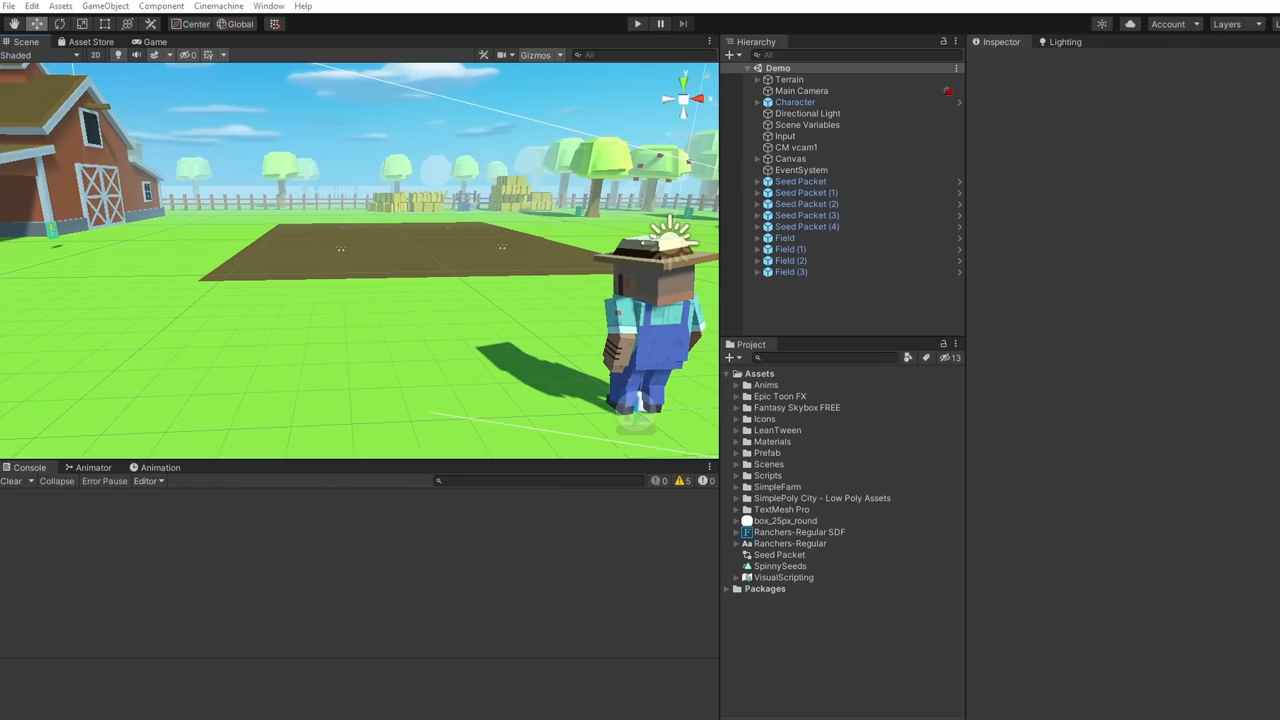 File Edit Assets GameObject Component Cinemachine Window Help
Center Global Account Layers
Scene Asset Store Game
Shaded 2D 0 Gizmos All
y
x
Hierarchy
All
Demo
Terrain
Main Camera
Character
Directional Light
Scene Variables
Input
CM vcam1
Canvas
EventSystem
Seed Packet
Seed Packet (1)
Seed Packet (2)
Seed Packet (3)
Seed Packet (4)
Field
Field (1)
Field (2)
Field (3)
Project
13
Assets
Anims
Epic Toon FX
Fantasy Skybox FREE
Icons
LeanTween
Materials
Prefab
Scenes
Scripts
SimpleFarm
SimplePoly City - Low Poly Assets
TextMesh Pro
box_25px_round
F Ranchers-Regular SDF
Aa Ranchers-Regular
Seed Packet
SpinnySeeds
VisualScripting
Packages
Inspector Lighting
Console Animator Animation
Clear Collapse Error Pause Editor 0 5 0